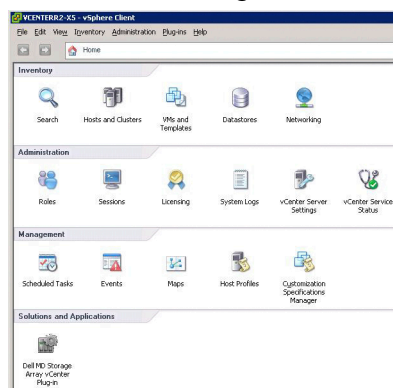 VCENTERR2-X5 - vSphere Client
File Edit View Inventory Administration Plug-ins Help
Home
Inventory
Search Hosts and Clusters VMs and Templates Datastores Networking
Administration
Roles Sessions Licensing System Logs vCenter Server Settings vCenter Service Status
Management
Scheduled Tasks Events Maps Host Profiles Customization Specifications Manager
Solutions and Applications
Dell MD Storage
Array vCenter
Plug-in